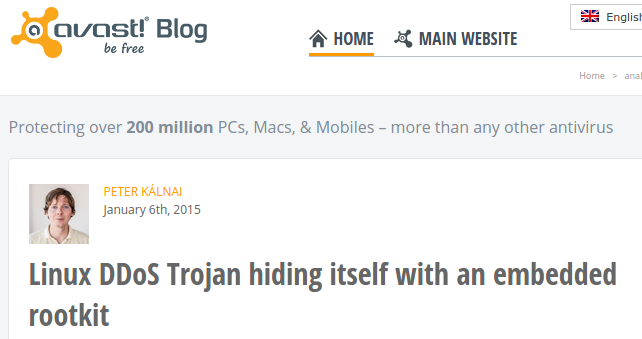 avast! Blog
be free
English
HOME
MAIN WEBSITE
Home >
Protecting over 200 million PCs, Macs, & Mobiles – more than any other antivirus
PETER KÁLNAI
January 6th, 2015
Linux DDoS Trojan hiding itself with an embedded
rootkit